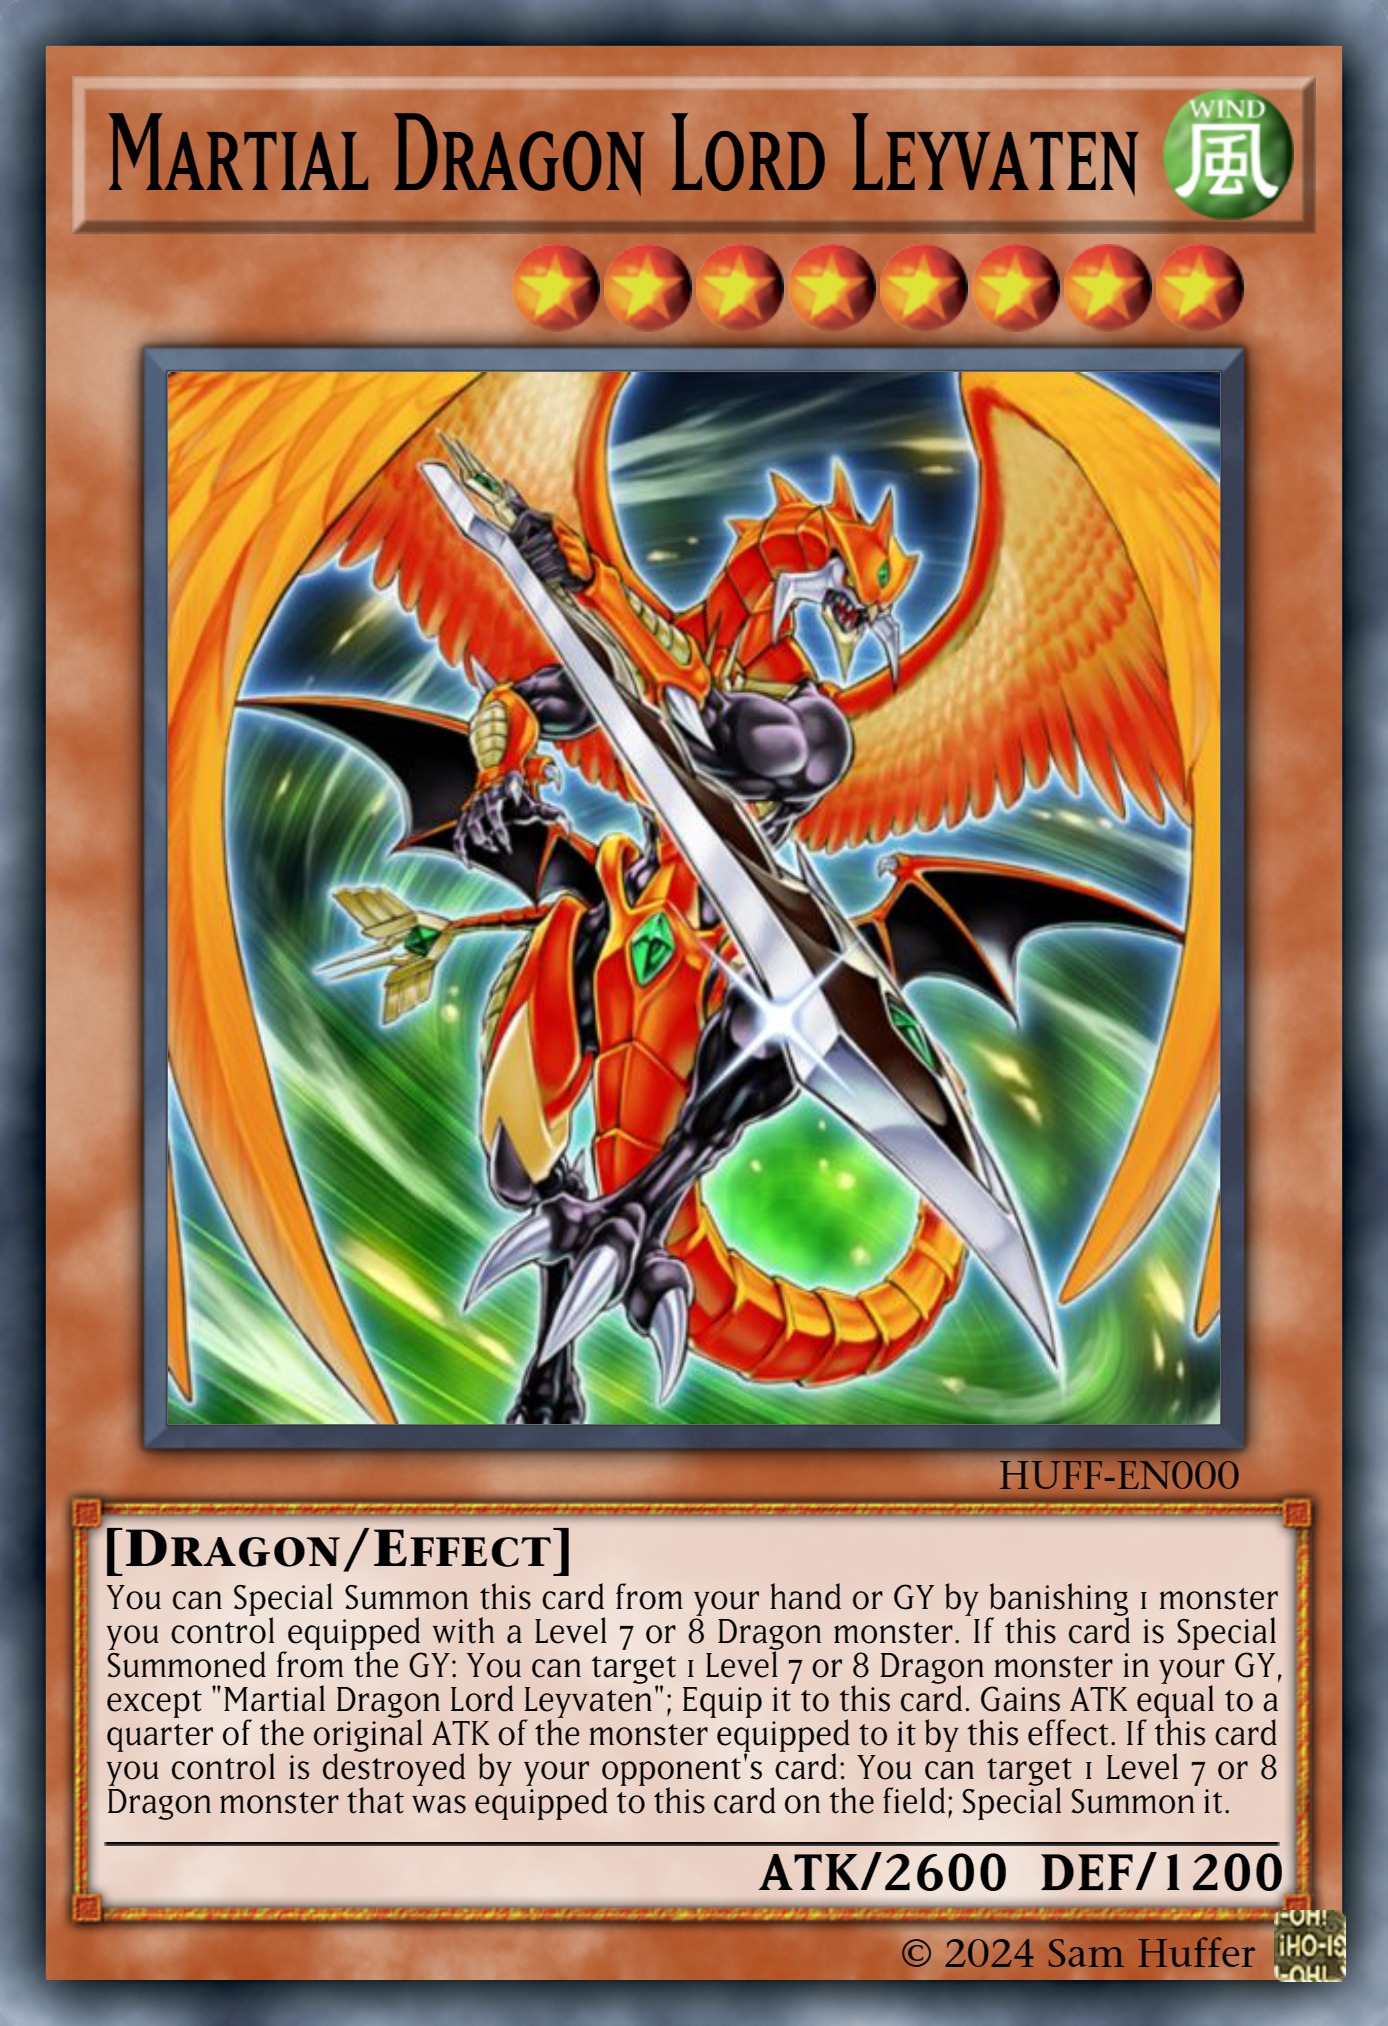 MARTIAL DRAGON LORD LEYVATEN
WIND
風
HUFF-EN000
[DRAGON/EFFECT]
You can Special Summon this card from your hand or GY by banishing 1 monster
you control equipped with a Level 7 or 8 Dragon monster. If this card is Special
Summoned from the GY: You can target 1 Level 7 or 8 Dragon monster in your GY,
except "Martial Dragon Lord Leyvaten"; Equip it to this card. Gains ATK equal to a
quarter of the original ATK of the monster equipped to it by this effect. If this card
you control is destroyed by your opponent's card: You can target 1 Level 7 or 8
Dragon monster that was equipped to this card on the field; Special Summon it.
ATK/2600 DEF/1200
© 2024 Sam Huffer